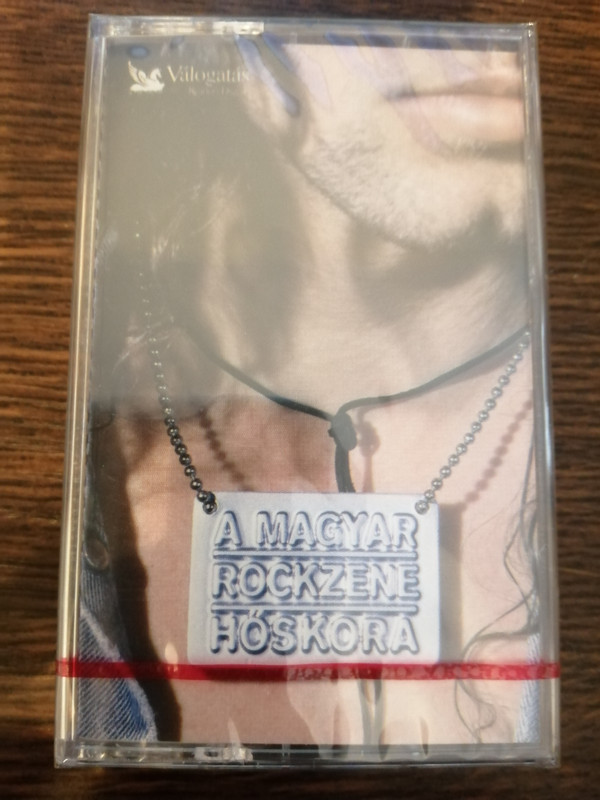 Válogatás
A MAGYAR
ROCKZENE
HŐSKORA